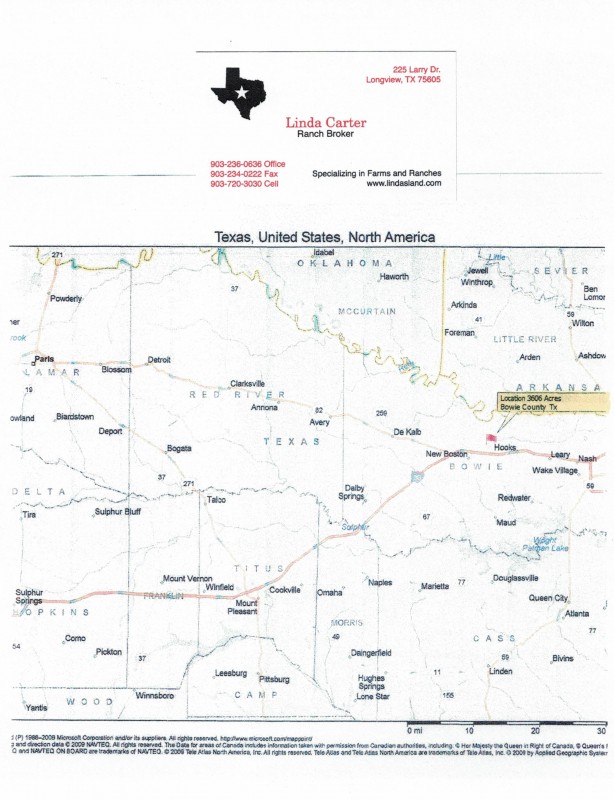 225 Larry Dr.
Longview, TX 75605
Linda Carter
Ranch Broker
903-236-0636 Office
903-234-0222 Fax
903-720-3030 Cell
Specializing in Farms and Ranches
www.lindasland.com
Texas, United States, North America
271
Idabel
OKLAHOMA
Haworth
Little
Jewell
Winthrop
SEVIER
Ben
Lomor
Powderly
37
MCCURTAIN
Arkinda
41
Foreman
59
Wilton
LITTLE RIVER
Paris
LAMAR
Blossom
Detroit
Arden
Ashdow
19
Clarksville
RED RIVER
Annona
ARKANSA
Location 3606 Acres
Bowie County Tx
owland
Biardstown
Deport
82
Avery
259
De Kalb
TEXAS
Bogata
New Boston
Hooks
BOWIE
Leary
Nash
Wake Village
59
37
271
DELTA
Talco
Dalby
Springs
Redwater
Tira
Sulphur Bluff
Sulphur
67
Maud
Wright
Patman Lake
TITUS
Mount Vernon
Winfield
Cookville
Omaha
Naples
Marietta
77
Douglassville
Sulphur
Springs
FRANKLIN
Mount
Pleasant
Queen City
Atlanta
OPKINS
MORRIS
49
CASS
77
Como
54
Pickton
37
Daingerfield
59
Bivins
Leesburg
Pittsburg
Hughes
Springs
11
Linden
Winnsboro
CAMP
Lone Star
155
WOOD
Yantis
0 mi 10 20 30
(P) 1988-2009 Microsoft Corporation and/or its suppliers. All rights reserved. http://www.microsoft.com/mappoint/
and direction data © 2009 NAVTEQ. All rights reserved. The Data for areas of Canada includes information taken with permission from Canadian authorities, including: © Her Majesty the Queen in Right of Canada, © Queen's
and NAVTEQ ON BOARD are trademarks of NAVTEQ. © 2009 Tele Atlas North America, Inc. All rights reserved. Tele Atlas and Tele Atlas North America are trademarks of Tele Atlas, Inc. © 2009 by Applied Geographic